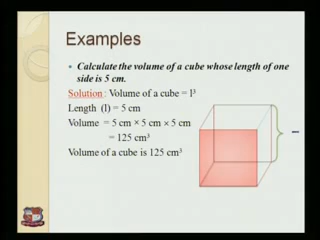 Examples
Calculate the volume of a cube whose length of one
side is 5 cm.
Solution : Volume of a cube = l³
Length (l) = 5 cm
Volume = 5 cm × 5 cm × 5 cm
= 125 cm³
Volume of a cube is 125 cm³
l